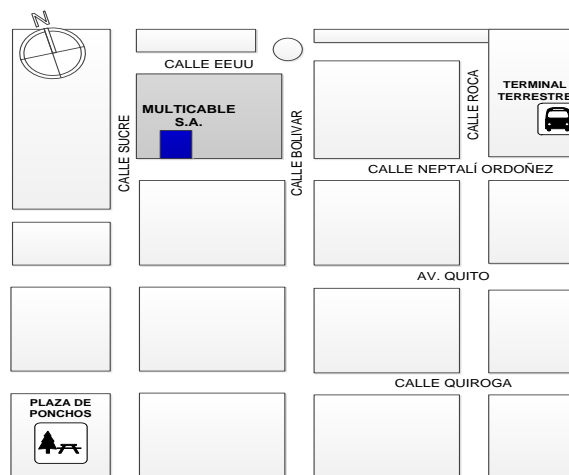 N
CALLE EEUU
MULTICABLE
S.A.
CALLE SUCRE
CALLE BOLIVAR
CALLE ROCA
TERMINAL
TERRESTRE
CALLE NEPTALÍ ORDOÑEZ
AV. QUITO
CALLE QUIROGA
PLAZA DE
PONCHOS